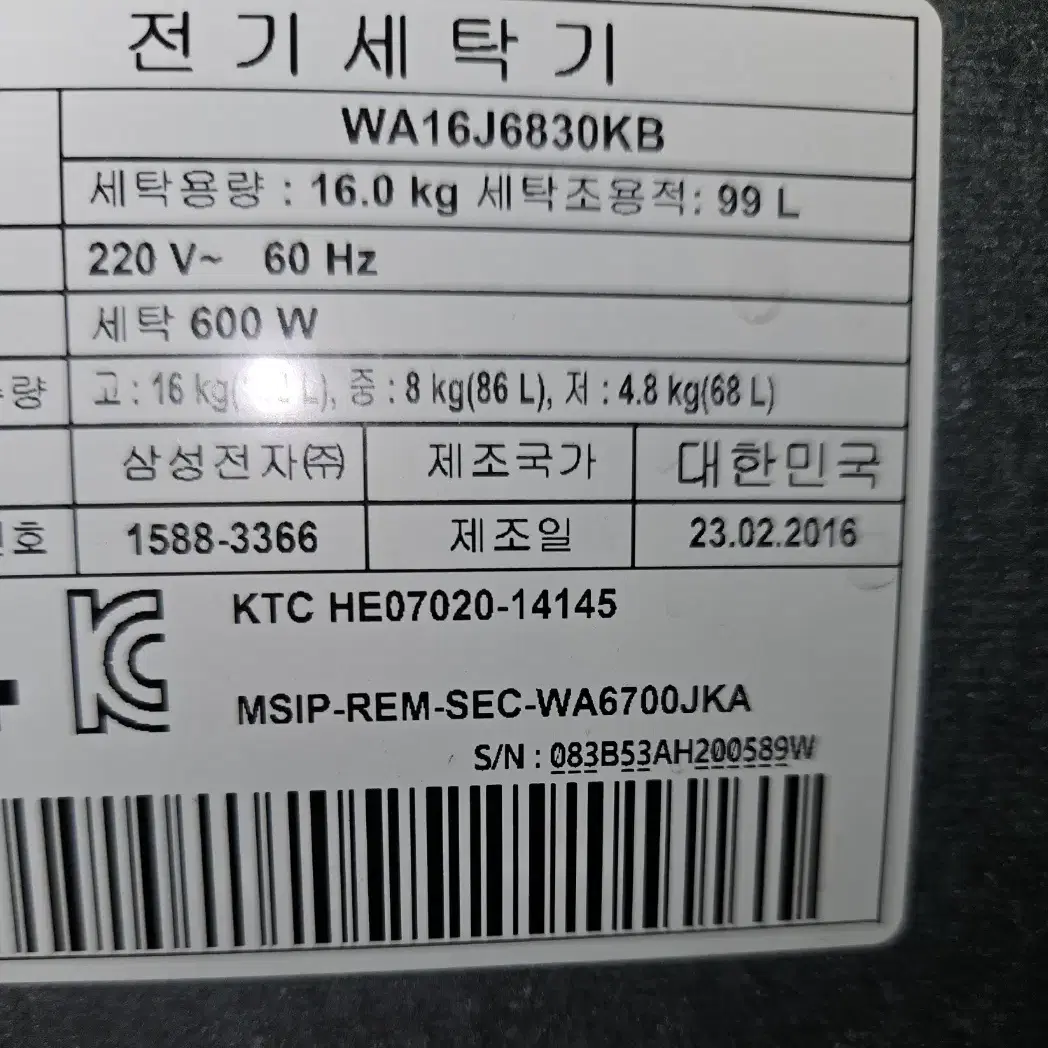 전기세탁기
WA16J6830KB
세탁용량 : 16.0 kg 세탁조용적: 99 L
220 V~ 60 Hz
세탁 600 W
량 고 : 16 kg( L), 중 : 8 kg(86 L), 저 : 4.8 kg(68 L)
삼성전자㈜ 제조국가 대한민국
호 1588-3366 제조일 23.02.2016
KTC HE07020-14145
MSIP-REM-SEC-WA6700JKA
S/N : 083B53AH200589W